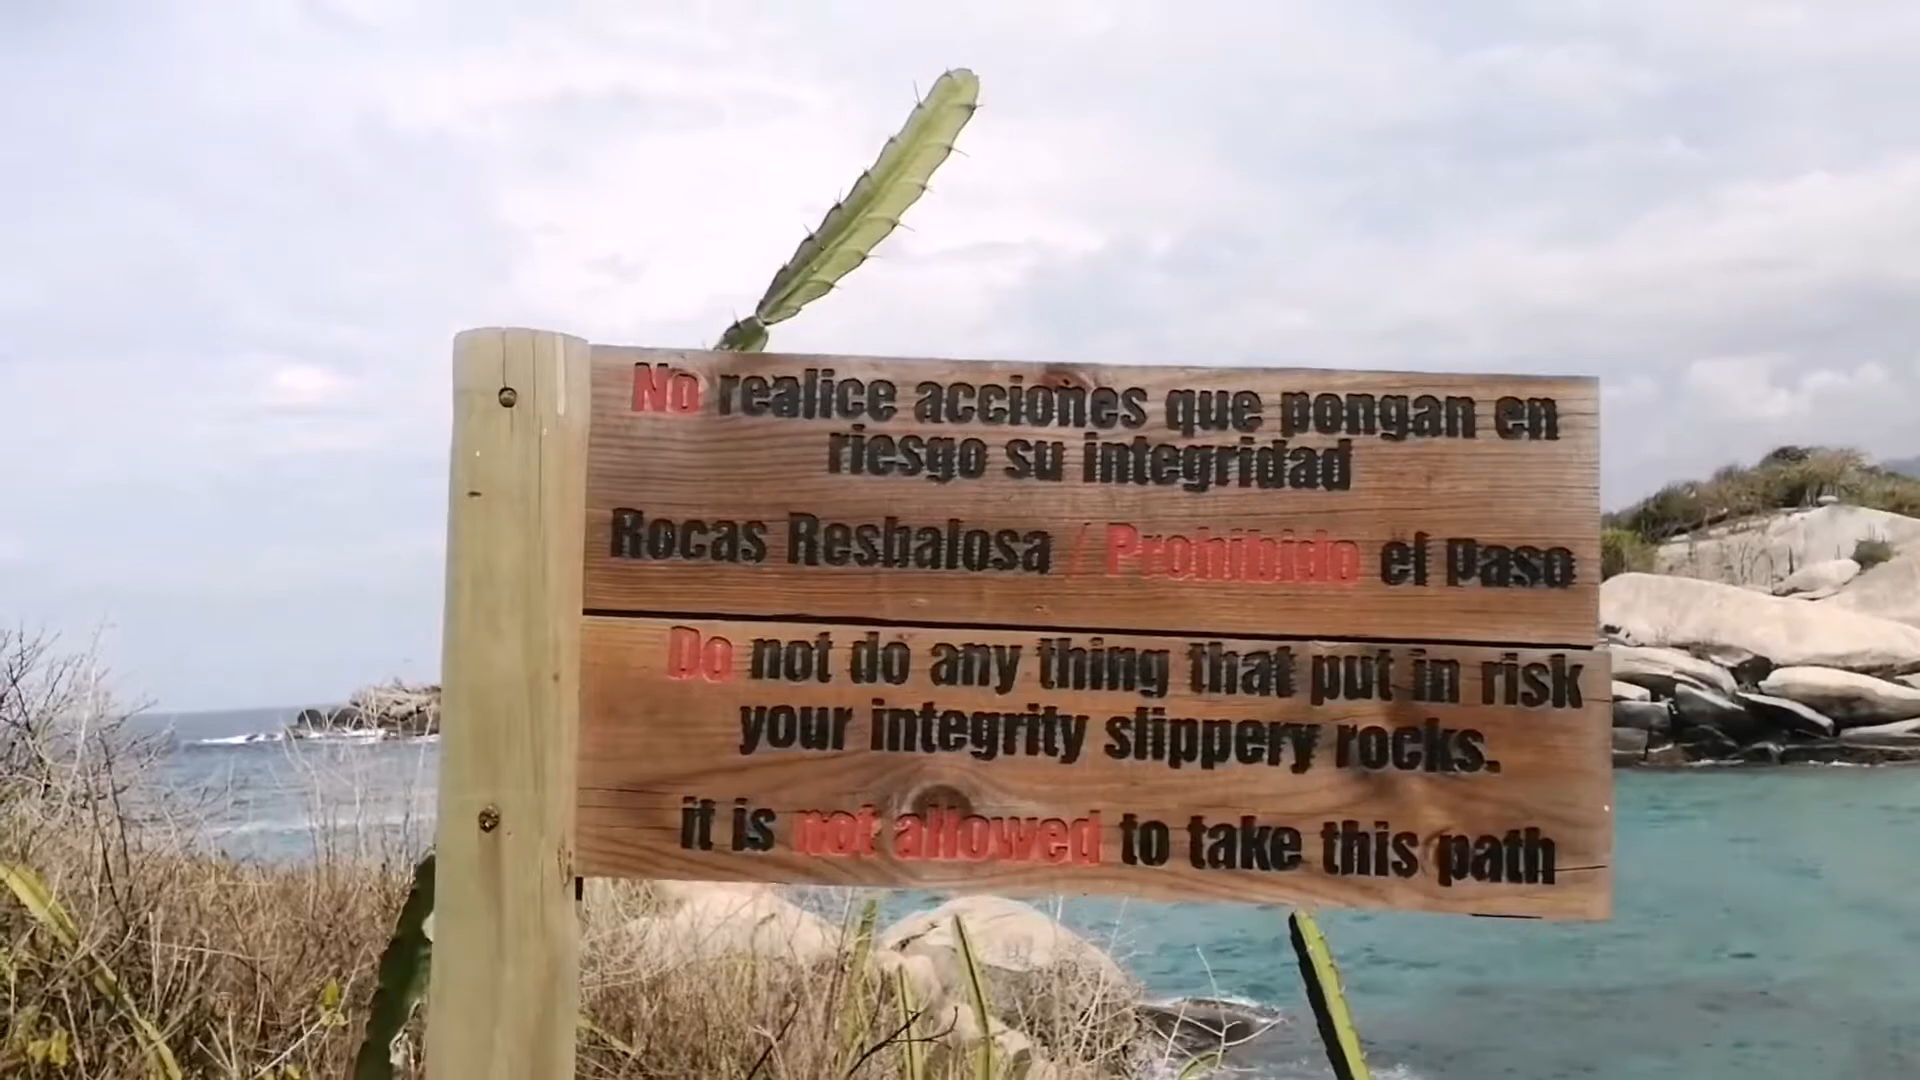 No realice acciones que pongan en
riesgo su integridad
Rocas Resbalosa / Prohibido el Paso
Do not do any thing that put in risk
your integrity slippery rocks.
it is not allowed to take this path